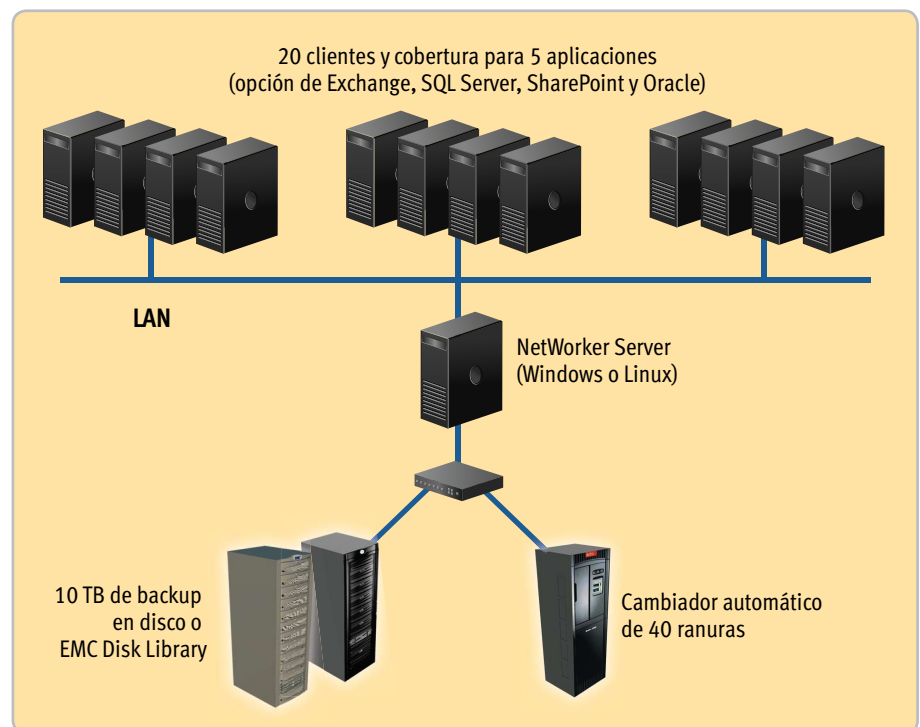 20 clientes y cobertura para 5 aplicaciones
(opción de Exchange, SQL Server, SharePoint y Oracle)
LAN
NetWorker Server
(Windows o Linux)
10 TB de backup
en disco o
EMC Disk Library
Cambiador automático
de 40 ranuras